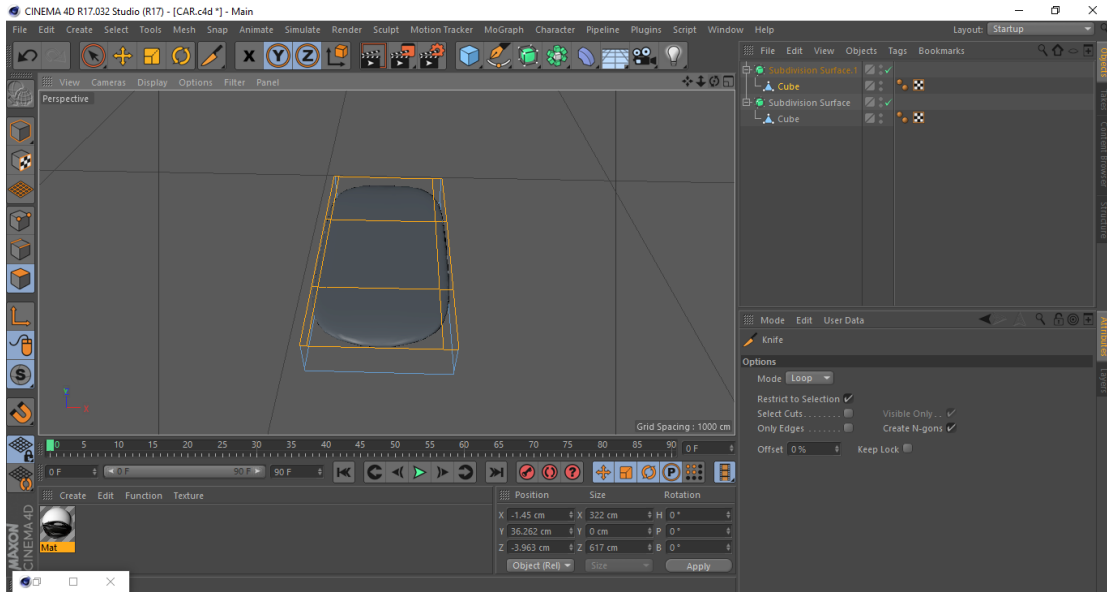 CINEMA 4D R17.032 Studio (R17) - [CAR.c4d *] - Main
File Edit Create Select Tools Mesh Snap Animate Simulate Render Sculpt Motion Tracker MoGraph Character Pipeline Plugins Script Window Help Layout: Startup
X Y Z
File Edit View Objects Tags Bookmarks
View Cameras Display Options Filter Panel
Perspective
Subdivision Surface.1
Cube
Subdivision Surface
Cube
Objects
Takes
Content Browser
Structure
Grid Spacing : 1000 cm
Mode Edit User Data
Knife
Options
Mode Loop
Restrict to Selection
Select Cuts........ Visible Only..
Only Edges ....... Create N-gons
Offset 0 % Keep Lock
Attributes
Layers
S
0 5 10 15 20 25 30 35 40 45 50 55 60 65 70 75 80 85 90 0 F
0 F 0 F 90 F 90 F P
Create Edit Function Texture
Mat
MAXON
CINEMA 4D
Position Size Rotation
X -1.45 cm X 322 cm H 0 °
Y 36.262 cm Y 0 cm P 0 °
Z -3.963 cm Z 617 cm B 0 °
Object (Rel) Size Apply